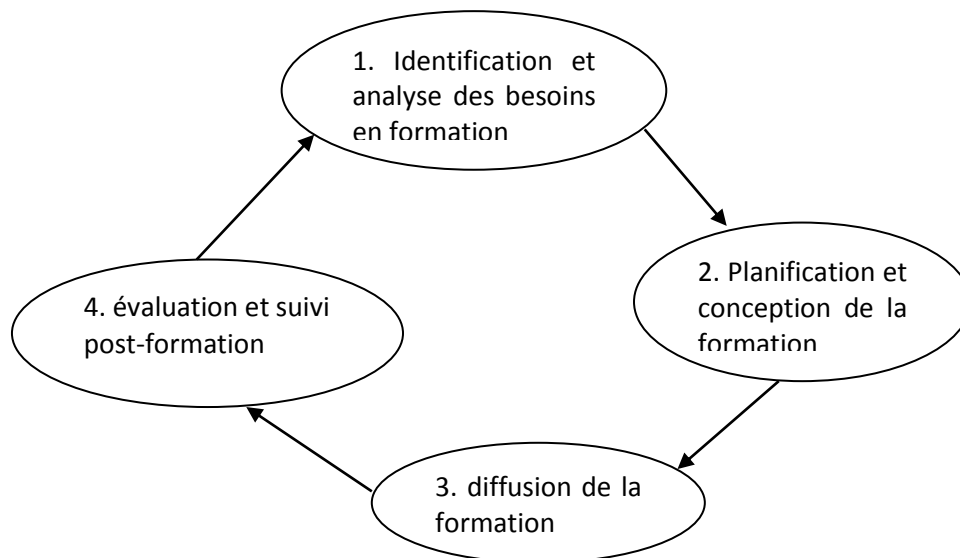 1. Identification et
analyse des besoins
en formation
2. Planification et
conception de la
formation
4. évaluation et suivi
post-formation
3. diffusion de la
formation